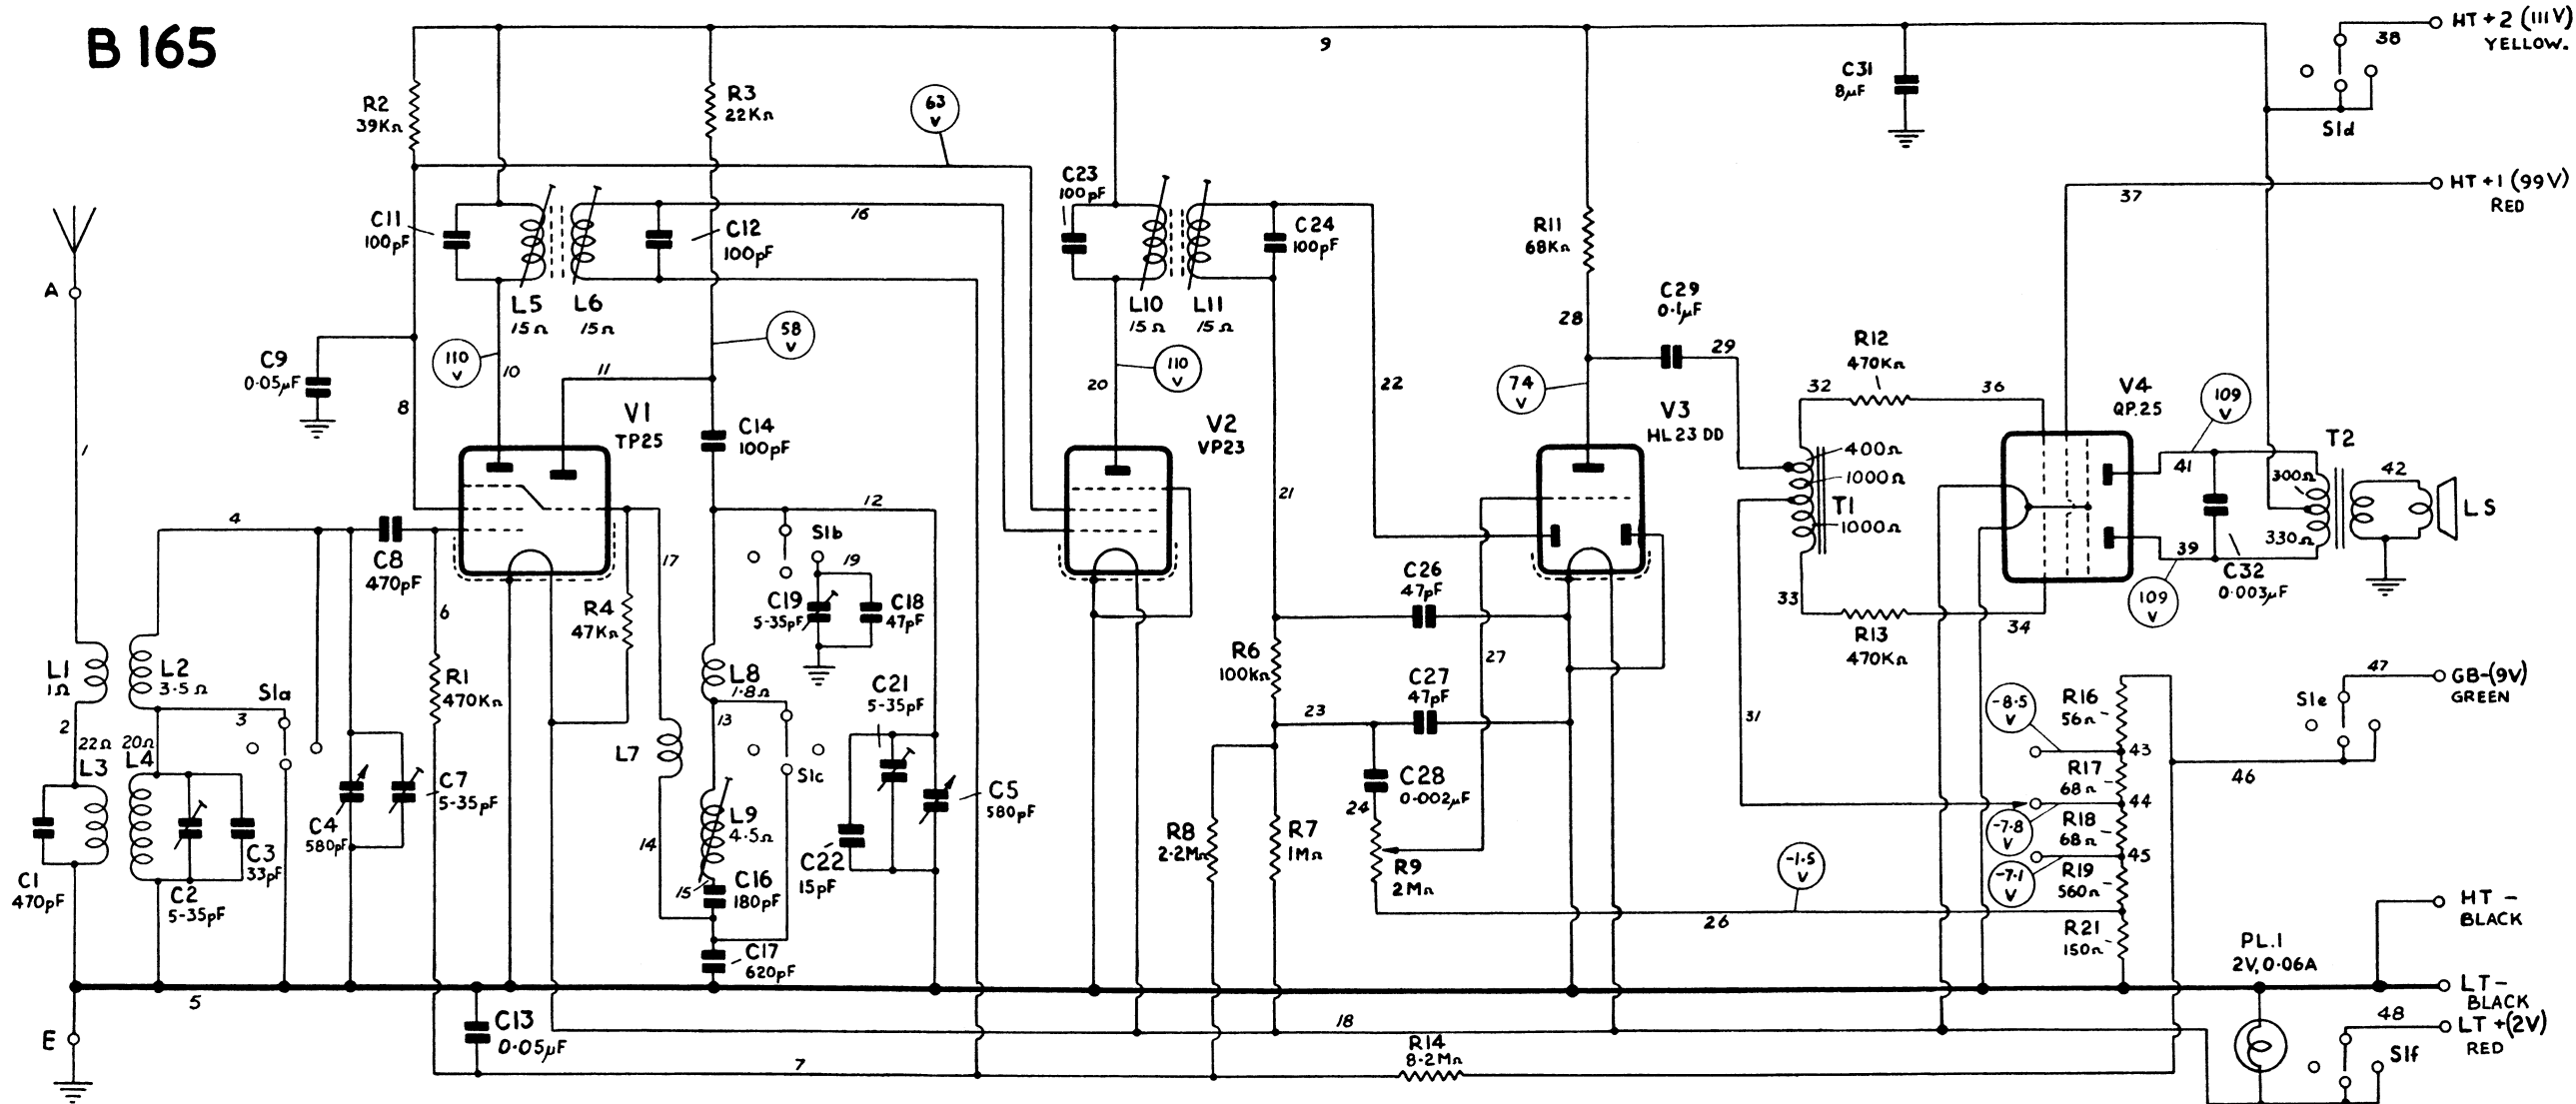 B 165
HT + 2 (111 V)
YELLOW.
38
9
S1d
C31
8µF
R2
39KΩ
R3
22KΩ
63
V
HT + 1 (99 V)
RED
37
C11
100pF
C12
100pF
16
C23
100pF
C24
100pF
R11
68KΩ
A
L5
15Ω
L6
15Ω
L10
15Ω
L11
15Ω
C29
0·1µF
28
29
58
V
110
V
10
11
C9
0·05µF
8
20
110
V
22
74
V
R12
470KΩ
32
36
V4
QP.25
109
V
V1
TP25
C14
100pF
V2
VP23
V3
HL 23 DD
T2
1
400Ω
1000Ω
T1
1000Ω
41
300Ω
42
LS
330Ω
39
C32
0·003µF
109
V
4
C8
470pF
12
S1b
19
21
17
6
R4
47KΩ
C19
5-35pF
C18
47pF
C26
47pF
33
R13
470KΩ
34
27
L1
1Ω
L2
3·5Ω
S1a
3
2
R1
470KΩ
L8
1·8Ω
13
C21
5-35pF
R6
100KΩ
C27
47pF
23
31
47
GB-(9V)
GREEN
S1e
-8·5
V
R16
56Ω
43
22Ω
L3
20Ω
L4
L7
S1c
R17
68Ω
46
44
C7
5-35pF
C4
580pF
L9
4·5Ω
C5
580pF
C28
0·002µF
24
-7·8
V
R18
68Ω
45
C3
33pF
C1
470pF
C2
5-35pF
14
15
C16
180pF
C22
15pF
R8
2·2MΩ
R7
1MΩ
R9
2MΩ
-1·5
V
-7·1
V
R19
560Ω
26
R21
150Ω
HT -
BLACK
C17
620pF
PL.1
2V, 0·06A
5
LT -
BLACK
E
C13
0·05µF
18
48
LT + (2V)
RED
S1f
7
R14
8·2MΩ